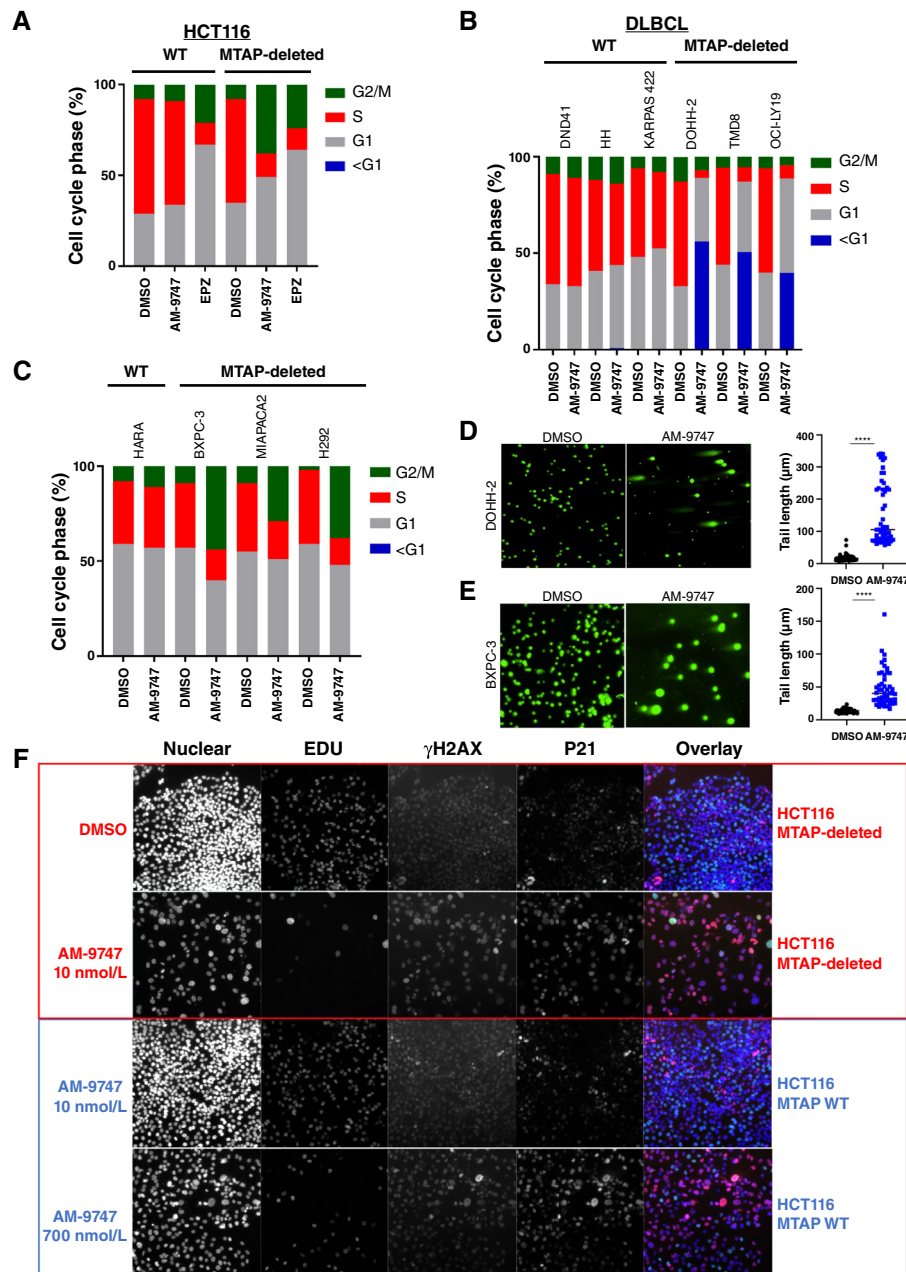 A
HCT116
WT MTAP-deleted
Cell cycle phase (%)
100
50
0
G2/M
S
G1
<G1
DMSO
AM-9747
EPZ
DMSO
AM-9747
EPZ
B
DLBCL
WT MTAP-deleted
DND41
HH
KARPAS 422
DOHH-2
TMD8
OCI-LY19
Cell cycle phase (%)
100
50
0
G2/M
S
G1
<G1
DMSO
AM-9747
DMSO
AM-9747
DMSO
AM-9747
DMSO
AM-9747
DMSO
AM-9747
DMSO
AM-9747
C
WT MTAP-deleted
HARA
BXPC-3
MIAPACA2
H292
Cell cycle phase (%)
100
50
0
G2/M
S
G1
<G1
DMSO
AM-9747
DMSO
AM-9747
DMSO
AM-9747
DMSO
AM-9747
D
DMSO AM-9747
DOHH-2
Tail length (μm)
400
300
200
100
0
****
DMSO AM-9747
E
DMSO AM-9747
BXPC-3
Tail length (μm)
200
150
100
50
0
****
DMSO AM-9747
F
Nuclear EDU γH2AX P21 Overlay
DMSO
HCT116
MTAP-deleted
AM-9747
10 nmol/L
HCT116
MTAP-deleted
AM-9747
10 nmol/L
HCT116
MTAP WT
AM-9747
700 nmol/L
HCT116
MTAP WT